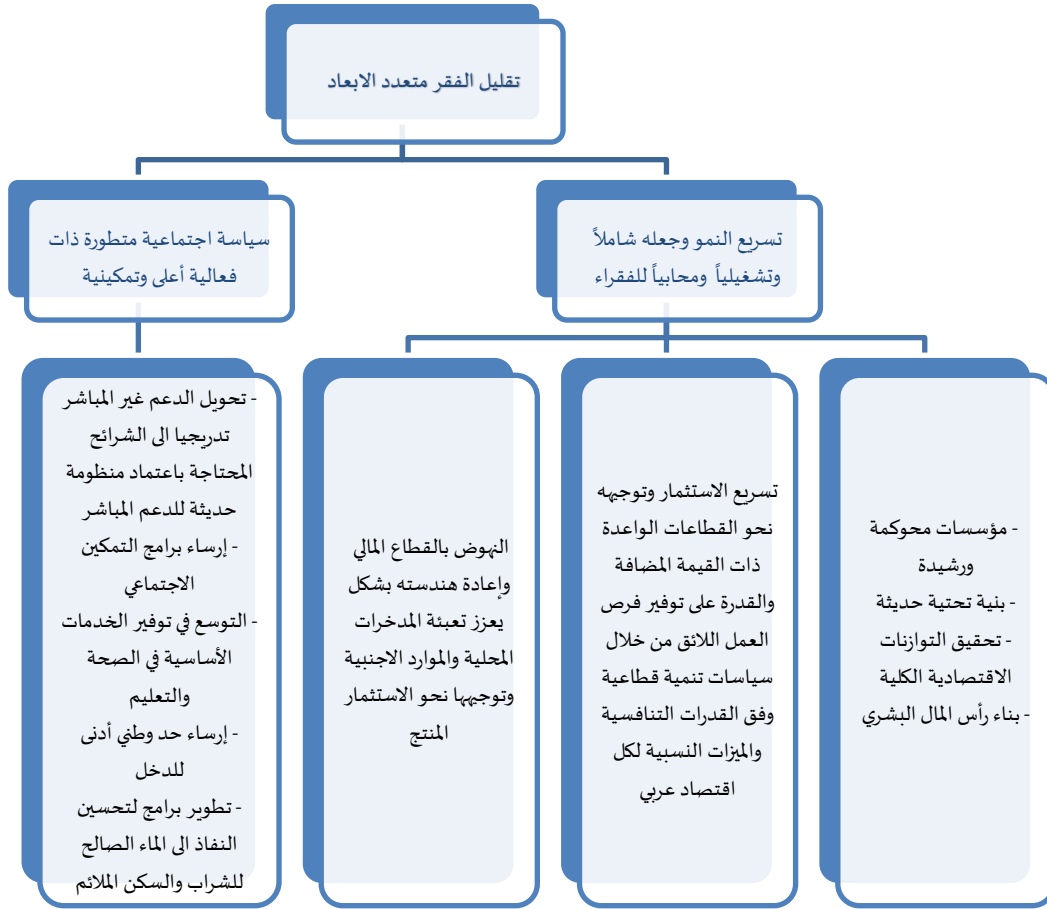 تقليل الفقر متعدد الابعاد
تسريع النمو وجعله شاملاً
وتشغيلياً ومحابياً للفقراء
سياسة اجتماعية متطورة ذات
فعالية أعلى وتمكينية
- مؤسسات محوكمة
ورشيدة
- بنية تحتية حديثة
- تحقيق التوازنات
الاقتصادية الكلية
- بناء رأس المال البشري
تسريع الاستثمار وتوجيهه
نحو القطاعات الواعدة
ذات القيمة المضافة
والقدرة على توفير فرص
العمل اللائق من خلال
سياسات تنمية قطاعية
وفق القدرات التنافسية
والميزات النسبية لكل
اقتصاد عربي
النهوض بالقطاع المالي
وإعادة هندسته بشكل
يعزز تعبئة المدخرات
المحلية والموارد الاجنبية
وتوجيهها نحو الاستثمار
المنتج
- تحويل الدعم غير المباشر
تدريجيا الى الشرائح
المحتاجة باعتماد منظومة
حديثة للدعم المباشر
- إرساء برامج التمكين
الاجتماعي
- التوسع في توفير الخدمات
الأساسية في الصحة
والتعليم
- إرساء حد وطني أدنى
للدخل
- تطوير برامج لتحسين
النفاذ الى الماء الصالح
للشراب والسكن الملائم